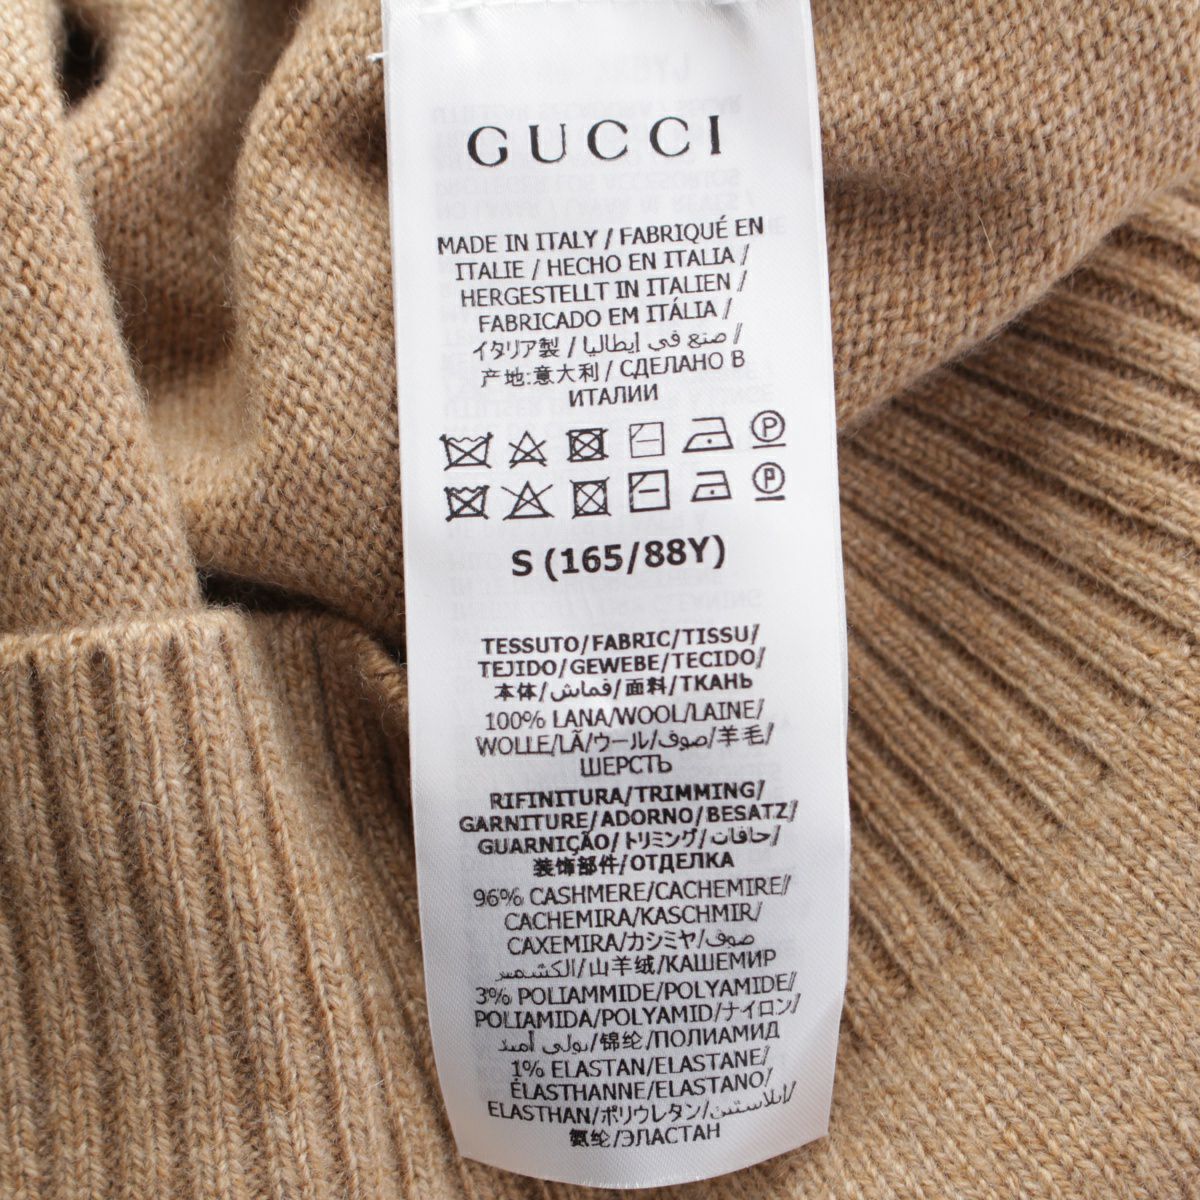 GUCCI
MADE IN ITALY / FABRIQUÉ EN
ITALIE / HECHO EN ITALIA /
HERGESTELLT IN ITALIEN /
FABRICADO EM ITÁLIA /
イタリア製 / صنع في إيطاليا /
产地:意大利 / СДЕЛАНО В
ИТАЛИИ
P
P
S (165/88Y)
TESSUTO/FABRIC/TISSU/
TEJIDO/GEWEBE/TECIDO/
本体/قماش/面料/ТКАНЬ
100% LANA/WOOL/LAINE/
WOLLE/LÃ/ウール/صوف/羊毛/
ШЕРСТЬ
RIFINITURA/TRIMMING/
GARNITURE/ADORNO/BESATZ/
GUARNIÇÃO/トリミング/حافات/
装饰部件/ОТДЕЛКА
96% CASHMERE/CACHEMIRE/
CACHEMIRA/KASCHMIR/
CAXEMIRA/カシミヤ/صوف
الكشمير/山羊绒/КАШЕМИР
3% POLIAMMIDE/POLYAMIDE/
POLIAMIDA/POLYAMID/ナイロン/
بولي أميد/锦纶/ПОЛИАМИД
1% ELASTAN/ELASTANE/
ÉLASTHANNE/ELASTANO/
ELASTHAN/ポリウレタン/إيلاستين/
氨纶/ЭЛАСТАН